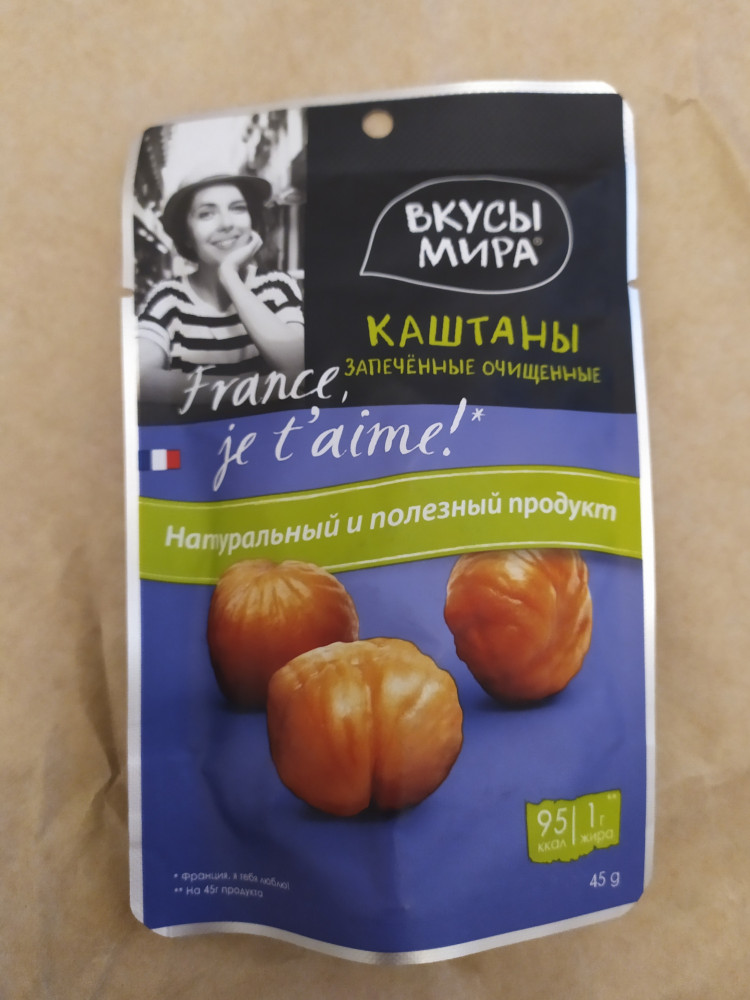 ВКУСЫ
МИРА®
КАШТАНЫ
ЗАПЕЧЁННЫЕ ОЧИЩЕННЫЕ
France,
je t'aime!*
Натуральный и полезный продукт
95
ккал
1г**
жира
* Франция, я тебя люблю!
** На 45г продукта
45 g